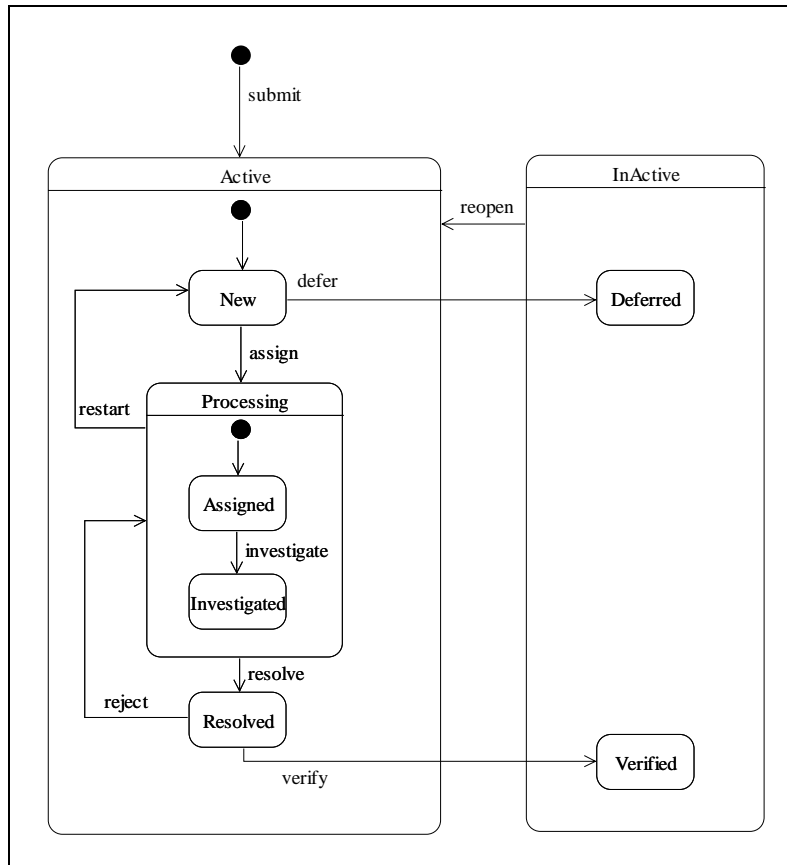 submit
Active
InActive
reopen
defer
New
Deferred
assign
Processing
restart
Assigned
investigate
Investigated
resolve
reject
Resolved
Verified
verify